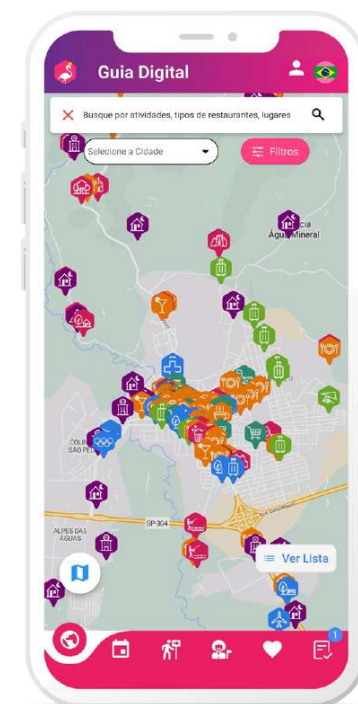 Guia Digital
Busque por atividades, tipos de restaurantes, lugares
Selecione a Cidade
Filtros
Água Mineral
SÃO PED
SP-304
ALPES DAS
ÁGUAS
Ver Lista
1